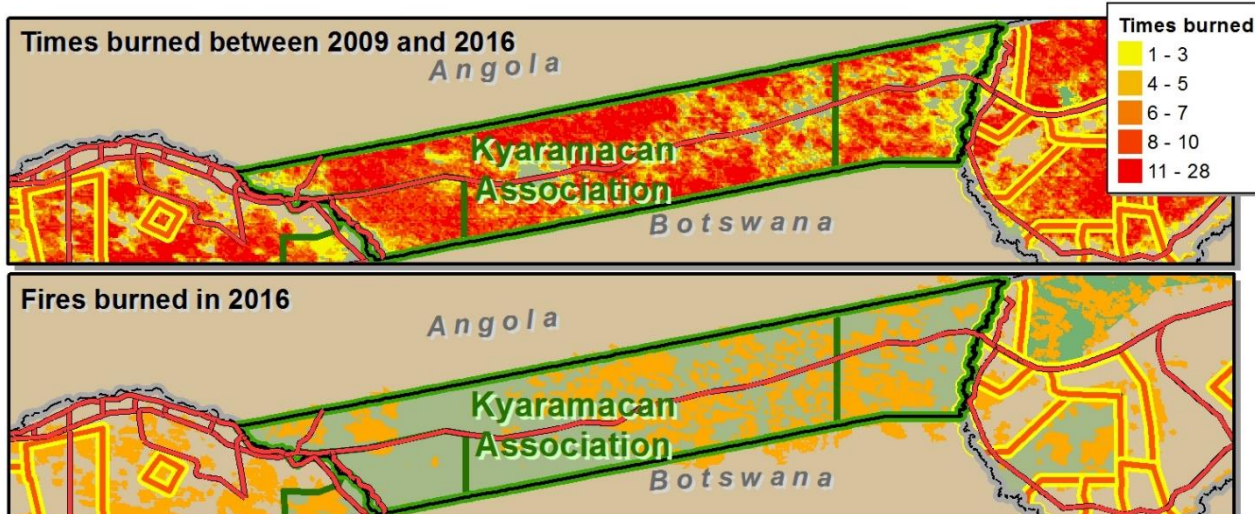 Times burned between 2009 and 2016
Angola
Kyaramacan
Association
Botswana
Times burned
1 - 3
4 - 5
6 - 7
8 - 10
11 - 28
Fires burned in 2016
Angola
Kyaramacan
Association
Botswana